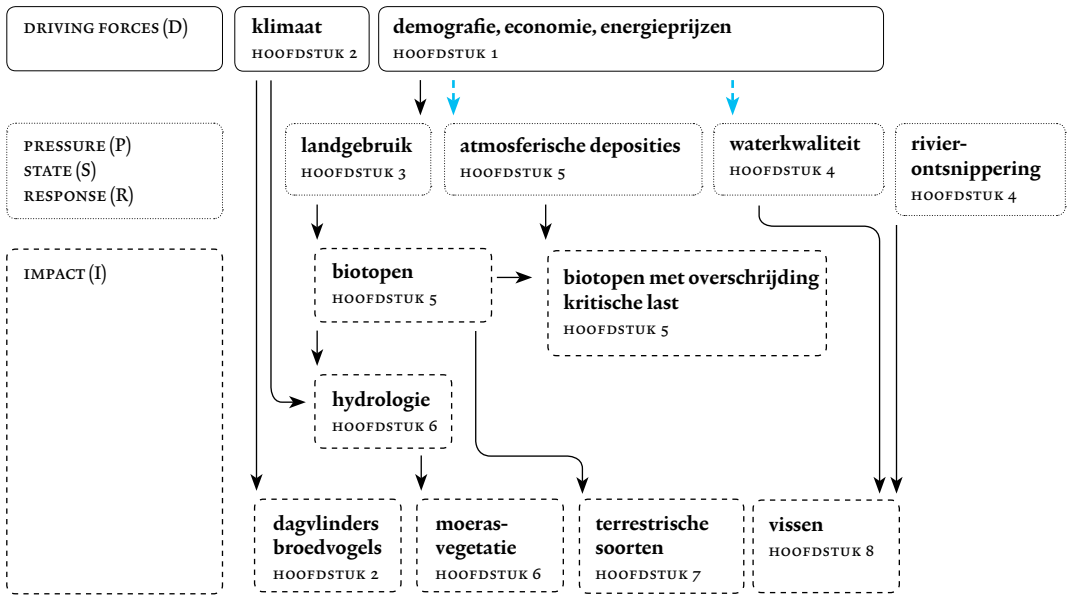 DRIVING FORCES (D)
klimaat
HOOFDSTUK 2
demografie, economie, energieprijzen
HOOFDSTUK 1
PRESSURE (P)
STATE (S)
RESPONSE (R)
landgebruik
HOOFDSTUK 3
atmosferische deposities
HOOFDSTUK 5
waterkwaliteit
HOOFDSTUK 4
rivier-
ontsnippering
HOOFDSTUK 4
IMPACT (I)
biotopen
HOOFDSTUK 5
biotopen met overschrijding
kritische last
HOOFDSTUK 5
hydrologie
HOOFDSTUK 6
dagvlinders
broedvogels
HOOFDSTUK 2
moeras-
vegetatie
HOOFDSTUK 6
terrestrische
soorten
HOOFDSTUK 7
vissen
HOOFDSTUK 8